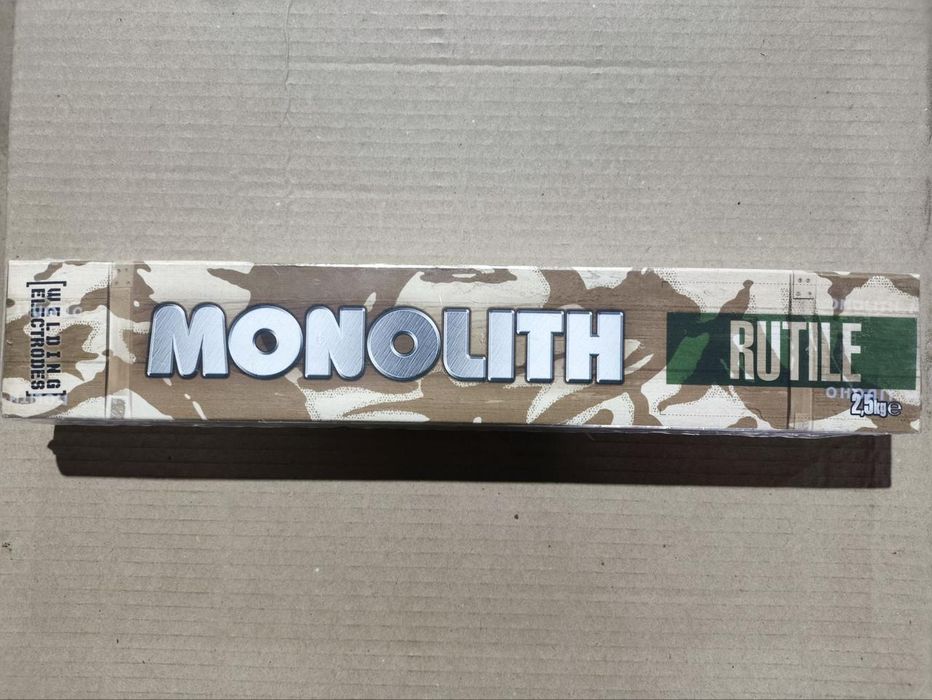 [WELDING
ELECTRODES]
MONOLITH
RUTILE
2,5kg ℮